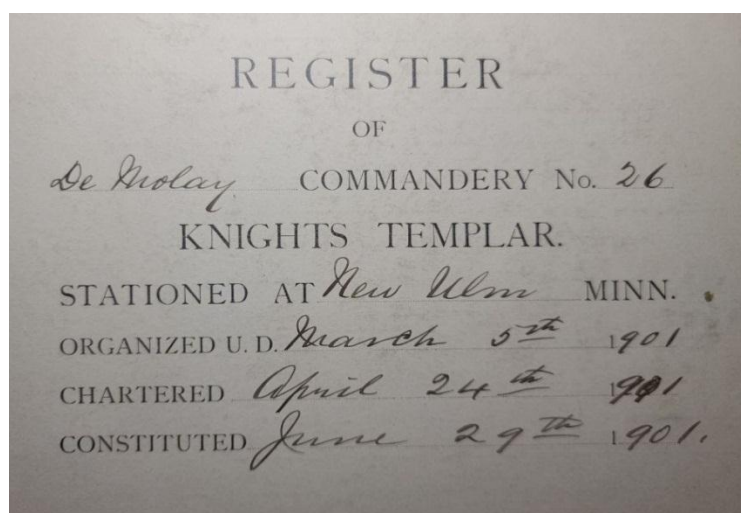 REGISTER
OF
De Molay COMMANDERY No. 26
KNIGHTS TEMPLAR.
STATIONED AT New Ulm MINN.
ORGANIZED U. D. March 5th 1901
CHARTERED April 24th 1901
CONSTITUTED June 29th 1901.